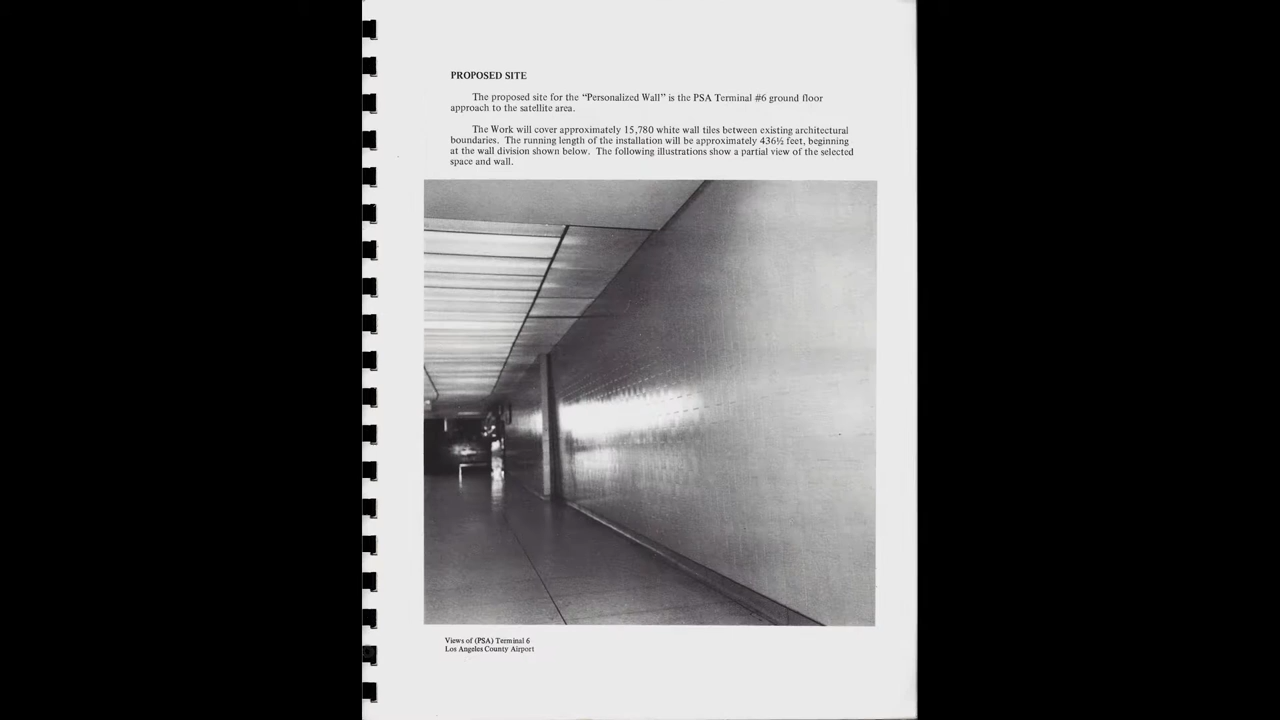 PROPOSED SITE
The proposed site for the “Personalized Wall” is the PSA Terminal #6 ground floor
approach to the satellite area.
The Work will cover approximately 15,780 white wall tiles between existing architectural
boundaries. The running length of the installation will be approximately 436½ feet, beginning
at the wall division shown below. The following illustrations show a partial view of the selected
space and wall.
Views of (PSA) Terminal 6
Los Angeles County Airport